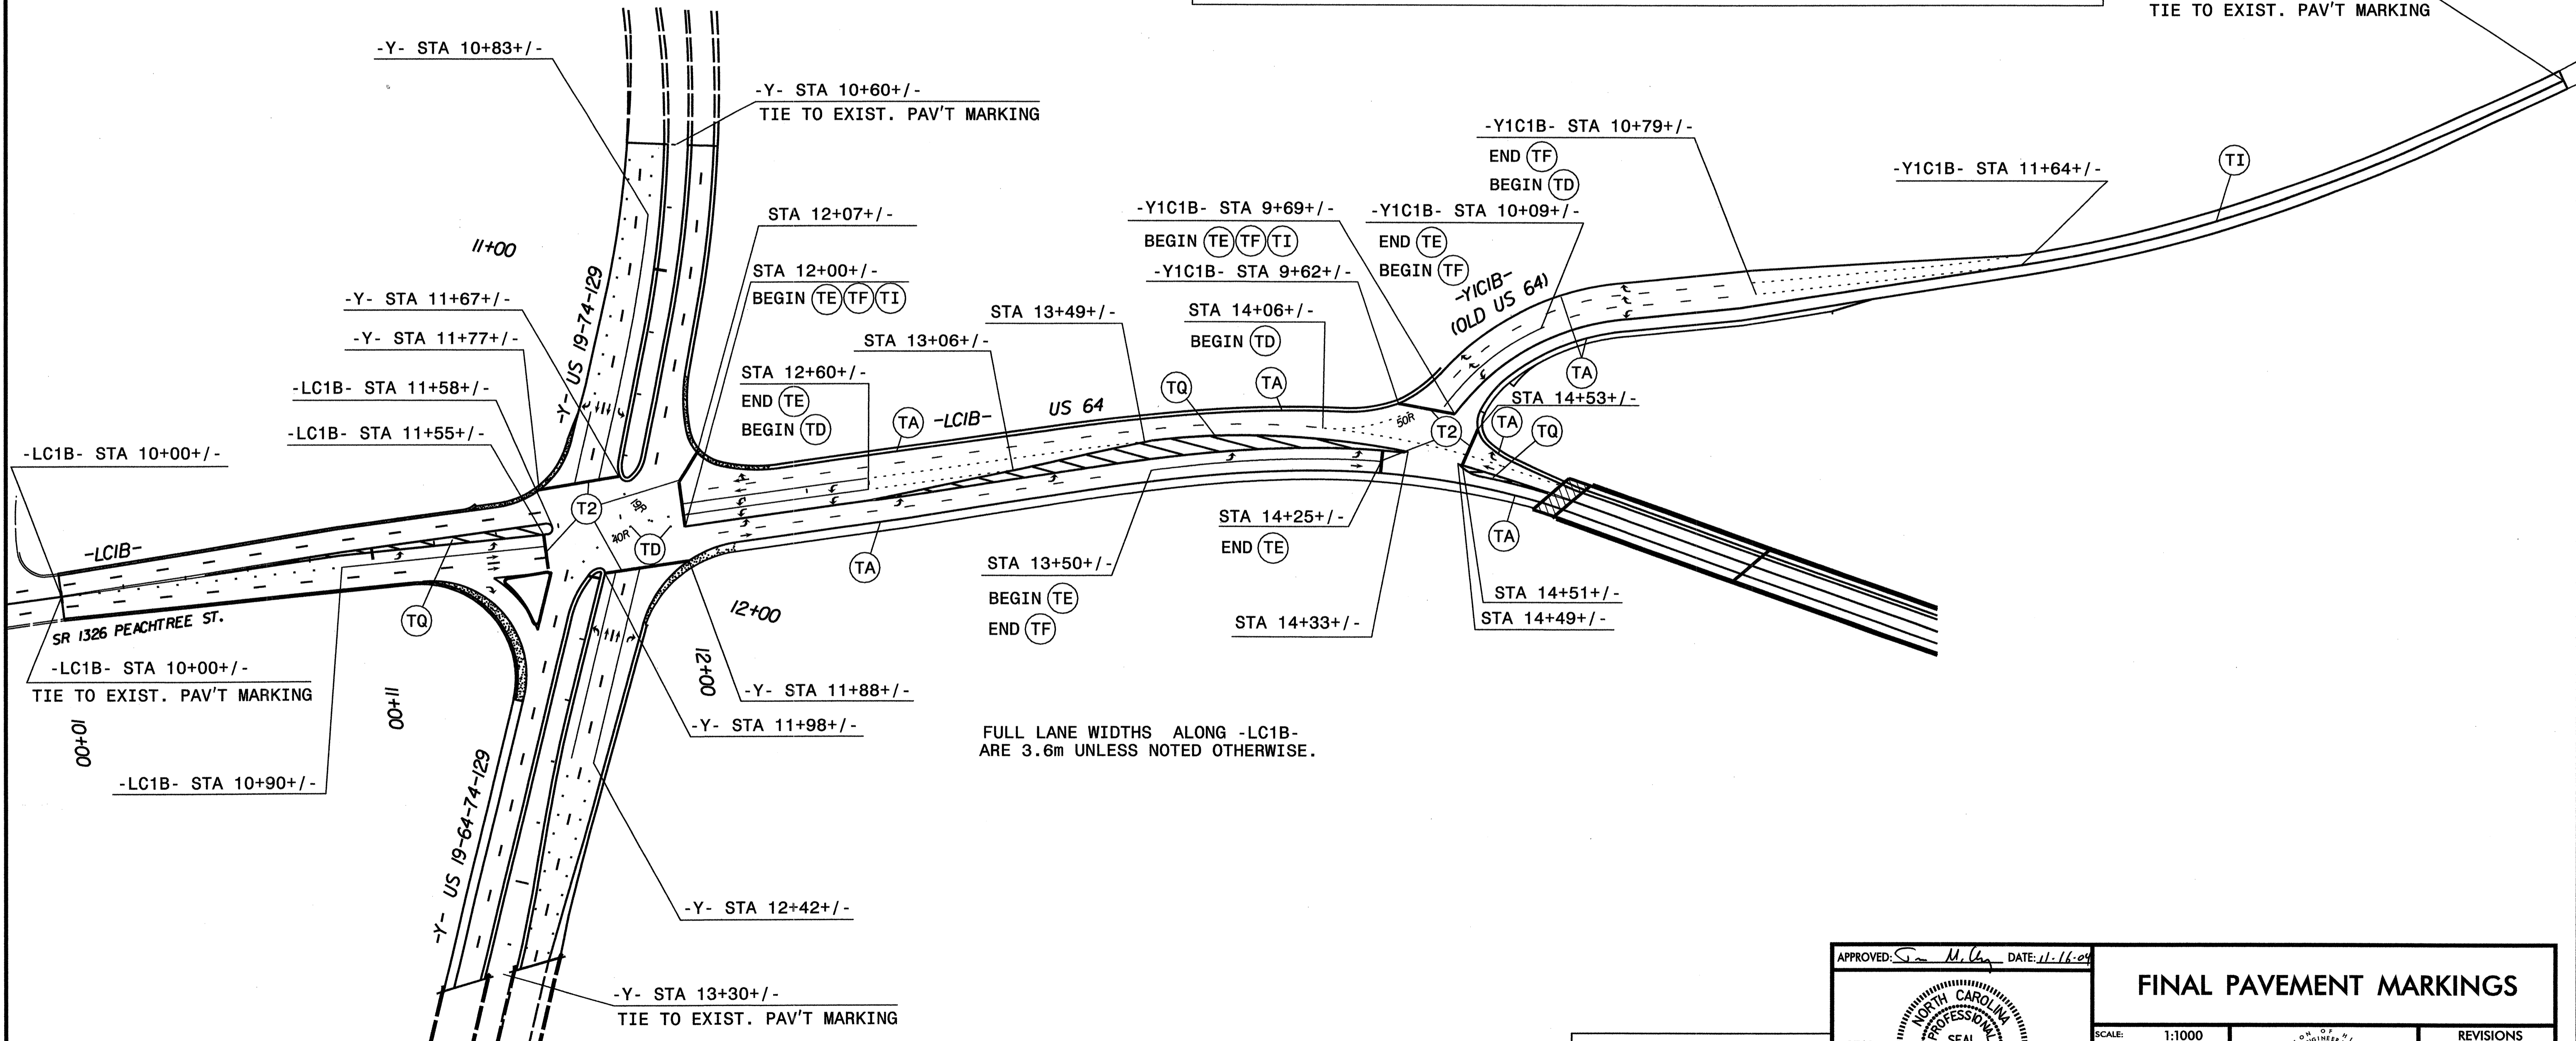 TIE TO EXIST. PAV'T MARKING
-Y- STA 10+83+/-
-Y- STA 10+60+/-
TIE TO EXIST. PAV'T MARKING
-Y1C1B- STA 10+79+/-
END TF
BEGIN TD
-Y1C1B- STA 11+64+/-
TI
STA 12+07+/-
-Y1C1B- STA 9+69+/-
BEGIN TE TF TI
-Y1C1B- STA 10+09+/-
END TE
BEGIN TF
11+00
STA 12+00+/-
BEGIN TE TF TI
-Y1C1B- STA 9+62+/-
-Y1C1B-
(OLD US 64)
-Y- US 19-74-129
-Y- STA 11+67+/-
STA 13+49+/-
STA 14+06+/-
BEGIN TD
-Y- STA 11+77+/-
STA 13+06+/-
STA 12+60+/-
END TE
BEGIN TD
TQ
TA
TA
-LC1B- STA 11+58+/-
STA 14+53+/-
TA
-LC1B-
US 64
50R
T2
TA
TQ
-LC1B- STA 11+55+/-
-LC1B- STA 10+00+/-
T2
19R
40R
TD
STA 14+25+/-
END TE
TA
-LC1B-
TA
STA 13+50+/-
BEGIN TE
END TF
STA 14+51+/-
STA 14+49+/-
STA 14+33+/-
SR 1326 PEACHTREE ST.
TQ
12+00
-LC1B- STA 10+00+/-
TIE TO EXIST. PAV'T MARKING
12+00
11+00
10+00
-Y- STA 11+88+/-
-Y- STA 11+98+/-
FULL LANE WIDTHS ALONG -LC1B-
ARE 3.6m UNLESS NOTED OTHERWISE.
-LC1B- STA 10+90+/-
-Y- US 19-64-74-129
-Y- STA 12+42+/-
-Y- STA 13+30+/-
TIE TO EXIST. PAV'T MARKING
APPROVED: DATE: 11-16-04
FINAL PAVEMENT MARKINGS
NORTH CAROLINA
PROFESSIONAL
SEAL
SCALE: 1:1000
REVISIONS